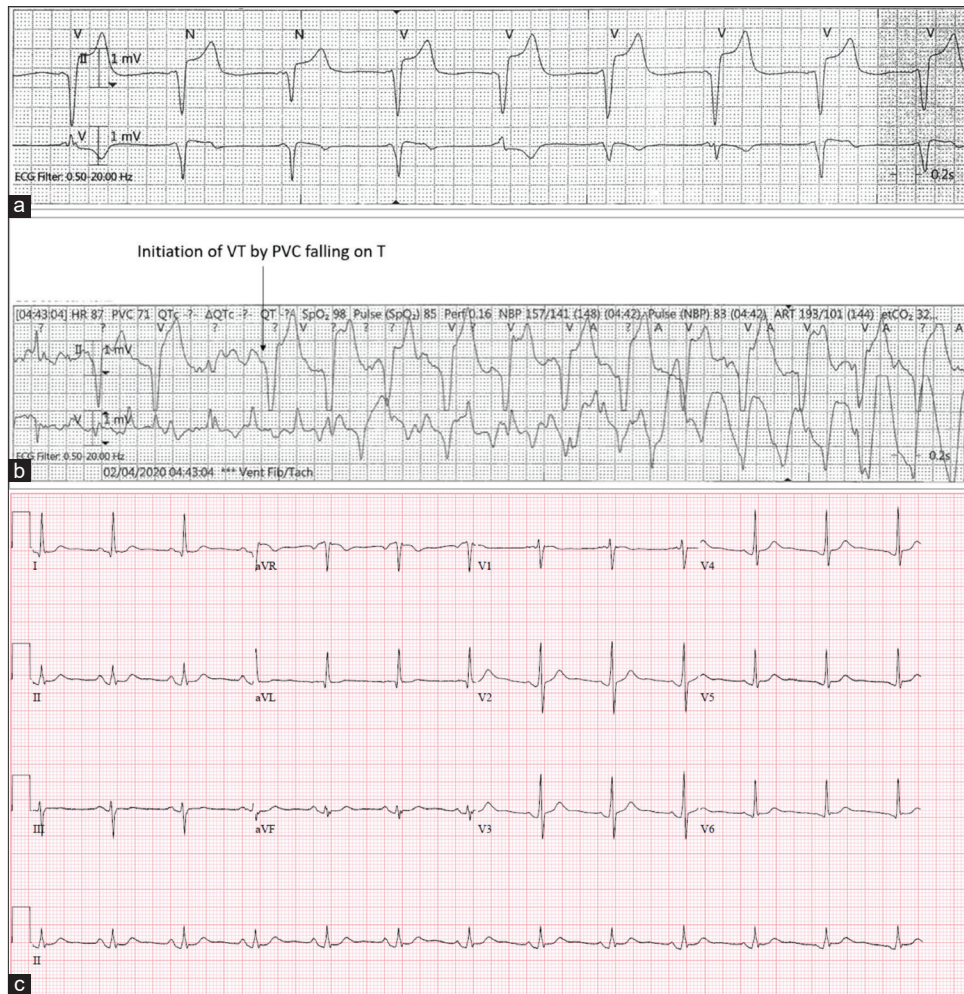 V N N V V V V V V
II 1 mV
V 1 mV
ECG Filter: 0.50-20.00 Hz 0.2s
a
Initiation of VT by PVC falling on T
[04:43:04] HR 87 PVC 71 QTc -?- ΔQTc -?- QT -?- SpO₂ 98 Pulse (SpO₂) 85 Perf 0.16 NBP 157/141 (148) (04:42) Pulse (NBP) 83 (04:42) ART 193/101 (144) etCO₂ 32...
? ? V ? ? ? ? V V V A V A V A V A ? A
II 1 mV
V 1 mV
ECG Filter: 0.50-20.00 Hz 0.2s
02/04/2020 04:43:04 *** Vent Fib/Tach
b
I aVR V1 V4
II aVL V2 V5
III aVF V3 V6
II
c